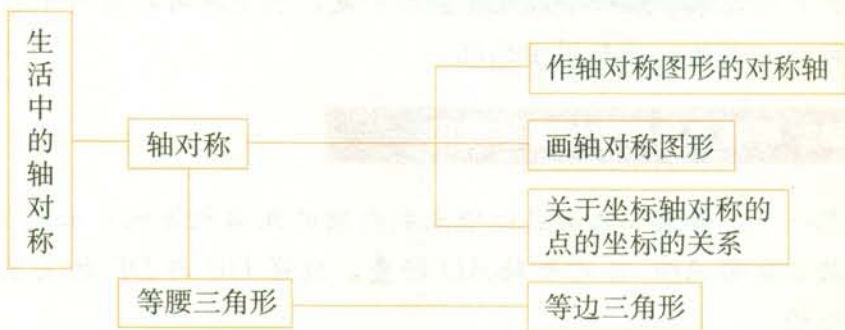 生活中的轴对称
轴对称
作轴对称图形的对称轴
画轴对称图形
关于坐标轴对称的
点的坐标的关系
等腰三角形
等边三角形